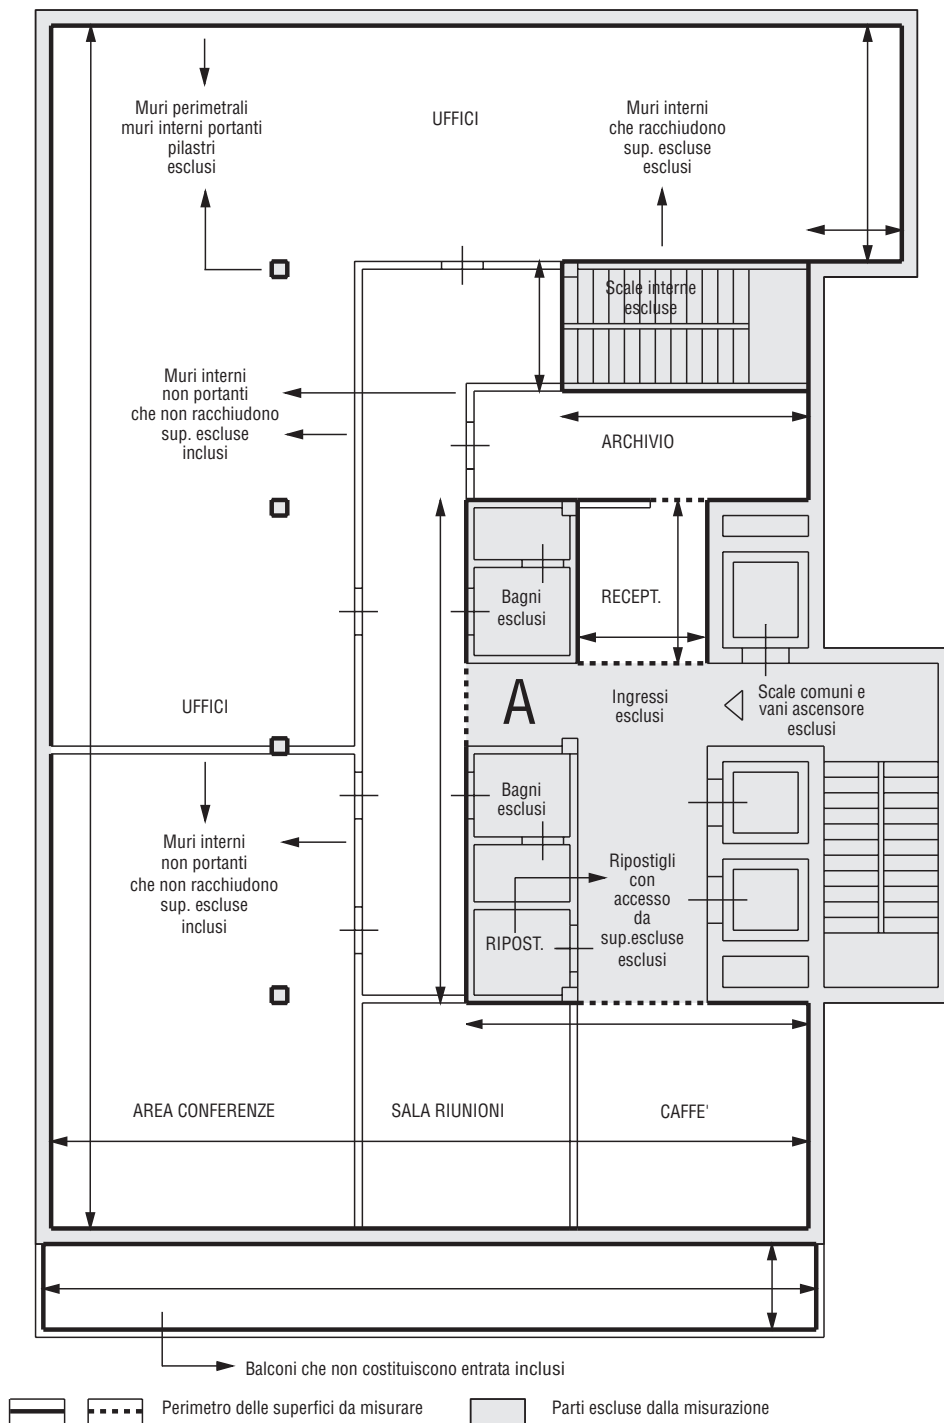 Muri perimetrali
muri interni portanti
pilastri
esclusi
UFFICI
Muri interni
che racchiudono
sup. escluse
esclusi
Scale interne
escluse
Muri interni
non portanti
che non racchiudono
sup. escluse
inclusi
ARCHIVIO
Bagni
esclusi
RECEPT.
UFFICI
A
Ingressi
esclusi
Scale comuni e
vani ascensore
esclusi
Bagni
esclusi
Muri interni
non portanti
che non racchiudono
sup. escluse
inclusi
Ripostigli
con
accesso
da
sup.escluse
esclusi
RIPOST.
AREA CONFERENZE
SALA RIUNIONI
CAFFE'
Balconi che non costituiscono entrata inclusi
Perimetro delle superfici da misurare
Parti escluse dalla misurazione